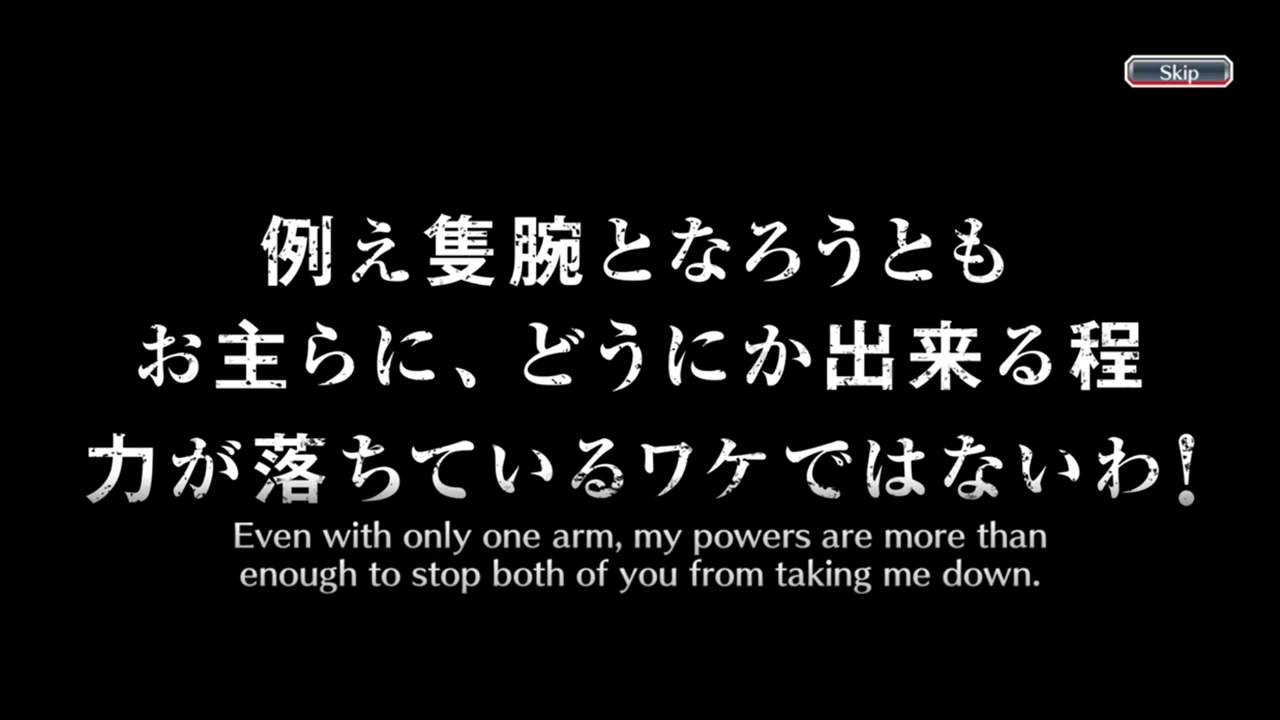 Skip
例え隻腕となろうとも
お主らに、どうにか出来る程
力が落ちているワケではないわ！
Even with only one arm, my powers are more than
enough to stop both of you from taking me down.